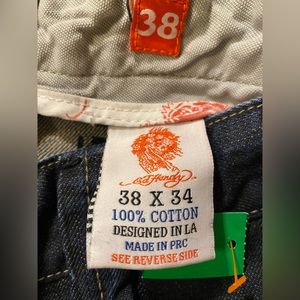 38
Ed Hardy
38 X 34
100% COTTON
DESIGNED IN LA
MADE IN PRC
SEE REVERSE SIDE